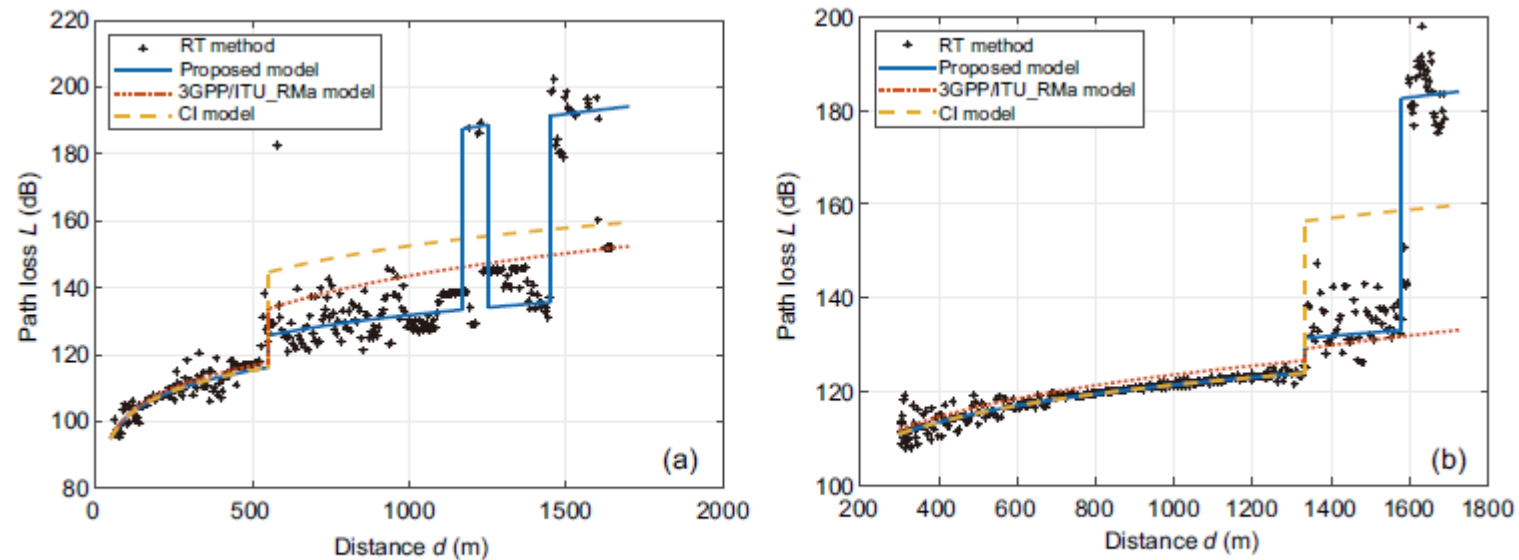 220
200
180
160
140
120
100
80
Path loss L (dB)
RT method
Proposed model
3GPP/ITU_RMa model
CI model
(a)
0
500
1000
1500
2000
Distance d (m)
200
180
160
140
120
100
Path loss L (dB)
RT method
Proposed model
3GPP/ITU_RMa model
CI model
(b)
200
400
600
800
1000
1200
1400
1600
1800
Distance d (m)